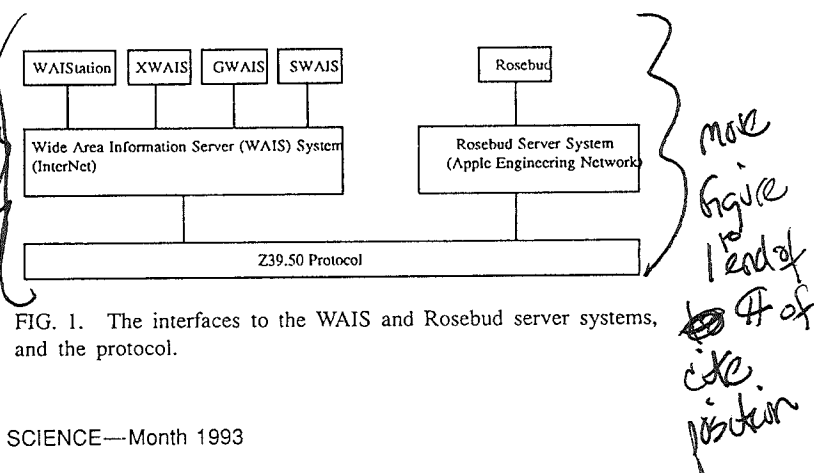 WAIStation XWAIS GWAIS SWAIS Rosebud
Wide Area Information Server (WAIS) System
(InterNet)
Rosebud Server System
(Apple Engineering Network)
Z39.50 Protocol
FIG. 1. The interfaces to the WAIS and Rosebud server systems,
and the protocol.
SCIENCE—Month 1993
move
figure
1 to
end of
¶ of
cite
position